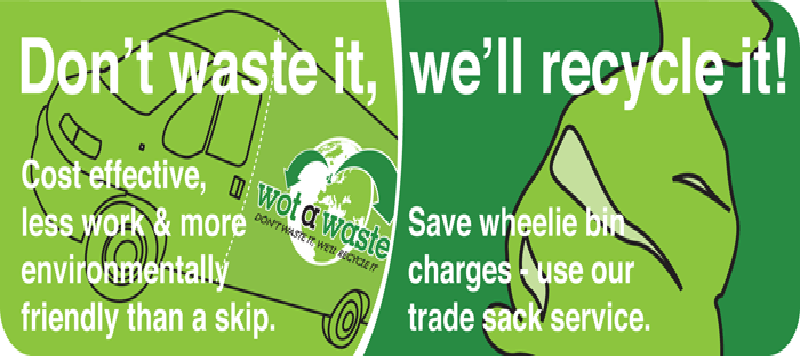 Don't waste it, we'll recycle it!
Cost effective,
less work & more
environmentally
friendly than a skip.
wot a waste
DON'T WASTE IT, WE'LL RECYCLE IT
Save wheelie bin
charges - use our
trade sack service.